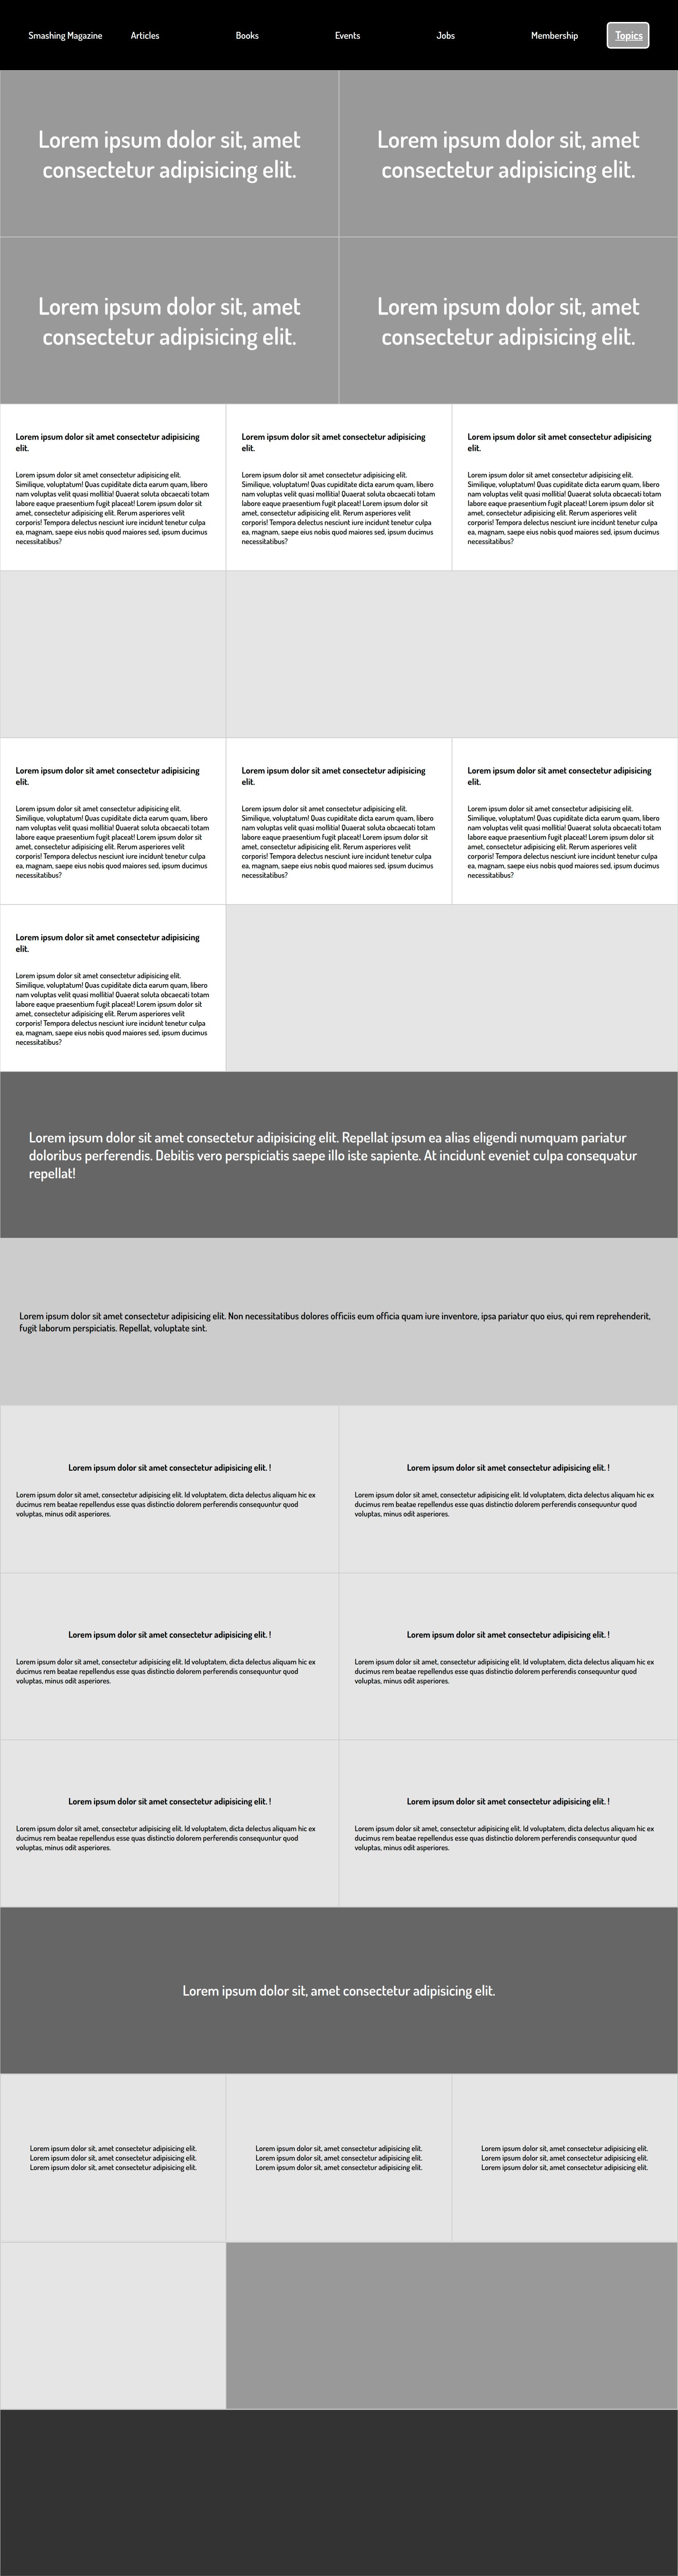 Smashing Magazine Articles Books Events Jobs Membership Topics
Lorem ipsum dolor sit, amet
consectetur adipisicing elit.
Lorem ipsum dolor sit, amet
consectetur adipisicing elit.
Lorem ipsum dolor sit, amet
consectetur adipisicing elit.
Lorem ipsum dolor sit, amet
consectetur adipisicing elit.
Lorem ipsum dolor sit amet consectetur adipisicing
elit.
Lorem ipsum dolor sit amet consectetur adipisicing elit.
Similique, voluptatum! Quas cupiditate dicta earum quam, libero
nam voluptates velit quasi mollitia! Quaerat soluta obcaecati totam
labore eaque praesentium fugit placeat! Lorem ipsum dolor sit
amet, consectetur adipisicing elit. Rerum asperiores velit
corporis! Tempora delectus nesciunt iure incidunt tenetur culpa
ea, magnam, saepe eius nobis quod maiores sed, ipsum ducimus
necessitatibus?
Lorem ipsum dolor sit amet consectetur adipisicing
elit.
Lorem ipsum dolor sit amet consectetur adipisicing elit.
Similique, voluptatum! Quas cupiditate dicta earum quam, libero
nam voluptates velit quasi mollitia! Quaerat soluta obcaecati totam
labore eaque praesentium fugit placeat! Lorem ipsum dolor sit
amet, consectetur adipisicing elit. Rerum asperiores velit
corporis! Tempora delectus nesciunt iure incidunt tenetur culpa
ea, magnam, saepe eius nobis quod maiores sed, ipsum ducimus
necessitatibus?
Lorem ipsum dolor sit amet consectetur adipisicing
elit.
Lorem ipsum dolor sit amet consectetur adipisicing elit.
Similique, voluptatum! Quas cupiditate dicta earum quam, libero
nam voluptates velit quasi mollitia! Quaerat soluta obcaecati totam
labore eaque praesentium fugit placeat! Lorem ipsum dolor sit
amet, consectetur adipisicing elit. Rerum asperiores velit
corporis! Tempora delectus nesciunt iure incidunt tenetur culpa
ea, magnam, saepe eius nobis quod maiores sed, ipsum ducimus
necessitatibus?
Lorem ipsum dolor sit amet consectetur adipisicing
elit.
Lorem ipsum dolor sit amet consectetur adipisicing elit.
Similique, voluptatum! Quas cupiditate dicta earum quam, libero
nam voluptates velit quasi mollitia! Quaerat soluta obcaecati totam
labore eaque praesentium fugit placeat! Lorem ipsum dolor sit
amet, consectetur adipisicing elit. Rerum asperiores velit
corporis! Tempora delectus nesciunt iure incidunt tenetur culpa
ea, magnam, saepe eius nobis quod maiores sed, ipsum ducimus
necessitatibus?
Lorem ipsum dolor sit amet consectetur adipisicing
elit.
Lorem ipsum dolor sit amet consectetur adipisicing elit.
Similique, voluptatum! Quas cupiditate dicta earum quam, libero
nam voluptates velit quasi mollitia! Quaerat soluta obcaecati totam
labore eaque praesentium fugit placeat! Lorem ipsum dolor sit
amet, consectetur adipisicing elit. Rerum asperiores velit
corporis! Tempora delectus nesciunt iure incidunt tenetur culpa
ea, magnam, saepe eius nobis quod maiores sed, ipsum ducimus
necessitatibus?
Lorem ipsum dolor sit amet consectetur adipisicing
elit.
Lorem ipsum dolor sit amet consectetur adipisicing elit.
Similique, voluptatum! Quas cupiditate dicta earum quam, libero
nam voluptates velit quasi mollitia! Quaerat soluta obcaecati totam
labore eaque praesentium fugit placeat! Lorem ipsum dolor sit
amet, consectetur adipisicing elit. Rerum asperiores velit
corporis! Tempora delectus nesciunt iure incidunt tenetur culpa
ea, magnam, saepe eius nobis quod maiores sed, ipsum ducimus
necessitatibus?
Lorem ipsum dolor sit amet consectetur adipisicing
elit.
Lorem ipsum dolor sit amet consectetur adipisicing elit.
Similique, voluptatum! Quas cupiditate dicta earum quam, libero
nam voluptates velit quasi mollitia! Quaerat soluta obcaecati totam
labore eaque praesentium fugit placeat! Lorem ipsum dolor sit
amet, consectetur adipisicing elit. Rerum asperiores velit
corporis! Tempora delectus nesciunt iure incidunt tenetur culpa
ea, magnam, saepe eius nobis quod maiores sed, ipsum ducimus
necessitatibus?
Lorem ipsum dolor sit amet consectetur adipisicing elit. Repellat ipsum ea alias eligendi numquam pariatur
doloribus perferendis. Debitis vero perspiciatis saepe illo iste sapiente. At incidunt eveniet culpa consequatur
repellat!
Lorem ipsum dolor sit amet consectetur adipisicing elit. Non necessitatibus dolores officiis eum officia quam iure inventore, ipsa pariatur quo eius, qui rem reprehenderit,
fugit laborum perspiciatis. Repellat, voluptate sint.
Lorem ipsum dolor sit amet consectetur adipisicing elit. !
Lorem ipsum dolor sit amet, consectetur adipisicing elit. Id voluptatem, dicta delectus aliquam hic ex
ducimus rem beatae repellendus esse quas distinctio dolorem perferendis consequuntur quod
voluptas, minus odit asperiores.
Lorem ipsum dolor sit amet consectetur adipisicing elit. !
Lorem ipsum dolor sit amet, consectetur adipisicing elit. Id voluptatem, dicta delectus aliquam hic ex
ducimus rem beatae repellendus esse quas distinctio dolorem perferendis consequuntur quod
voluptas, minus odit asperiores.
Lorem ipsum dolor sit amet consectetur adipisicing elit. !
Lorem ipsum dolor sit amet, consectetur adipisicing elit. Id voluptatem, dicta delectus aliquam hic ex
ducimus rem beatae repellendus esse quas distinctio dolorem perferendis consequuntur quod
voluptas, minus odit asperiores.
Lorem ipsum dolor sit amet consectetur adipisicing elit. !
Lorem ipsum dolor sit amet, consectetur adipisicing elit. Id voluptatem, dicta delectus aliquam hic ex
ducimus rem beatae repellendus esse quas distinctio dolorem perferendis consequuntur quod
voluptas, minus odit asperiores.
Lorem ipsum dolor sit amet consectetur adipisicing elit. !
Lorem ipsum dolor sit amet, consectetur adipisicing elit. Id voluptatem, dicta delectus aliquam hic ex
ducimus rem beatae repellendus esse quas distinctio dolorem perferendis consequuntur quod
voluptas, minus odit asperiores.
Lorem ipsum dolor sit amet consectetur adipisicing elit. !
Lorem ipsum dolor sit amet, consectetur adipisicing elit. Id voluptatem, dicta delectus aliquam hic ex
ducimus rem beatae repellendus esse quas distinctio dolorem perferendis consequuntur quod
voluptas, minus odit asperiores.
Lorem ipsum dolor sit, amet consectetur adipisicing elit.
Lorem ipsum dolor sit, amet consectetur adipisicing elit.
Lorem ipsum dolor sit, amet consectetur adipisicing elit.
Lorem ipsum dolor sit, amet consectetur adipisicing elit.
Lorem ipsum dolor sit, amet consectetur adipisicing elit.
Lorem ipsum dolor sit, amet consectetur adipisicing elit.
Lorem ipsum dolor sit, amet consectetur adipisicing elit.
Lorem ipsum dolor sit, amet consectetur adipisicing elit.
Lorem ipsum dolor sit, amet consectetur adipisicing elit.
Lorem ipsum dolor sit, amet consectetur adipisicing elit.